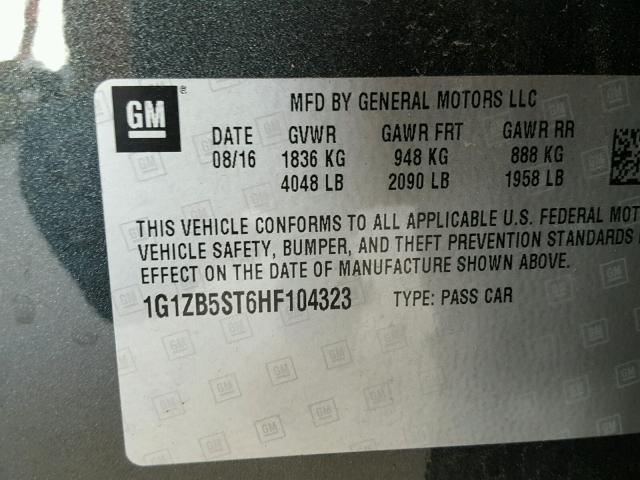 GM
MFD BY GENERAL MOTORS LLC
DATE GVWR GAWR FRT GAWR RR
08/16 1836 KG 948 KG 888 KG
4048 LB 2090 LB 1958 LB
THIS VEHICLE CONFORMS TO ALL APPLICABLE U.S. FEDERAL MOT
VEHICLE SAFETY, BUMPER, AND THEFT PREVENTION STANDARDS
EFFECT ON THE DATE OF MANUFACTURE SHOWN ABOVE.
1G1ZB5ST6HF104323 TYPE: PASS CAR